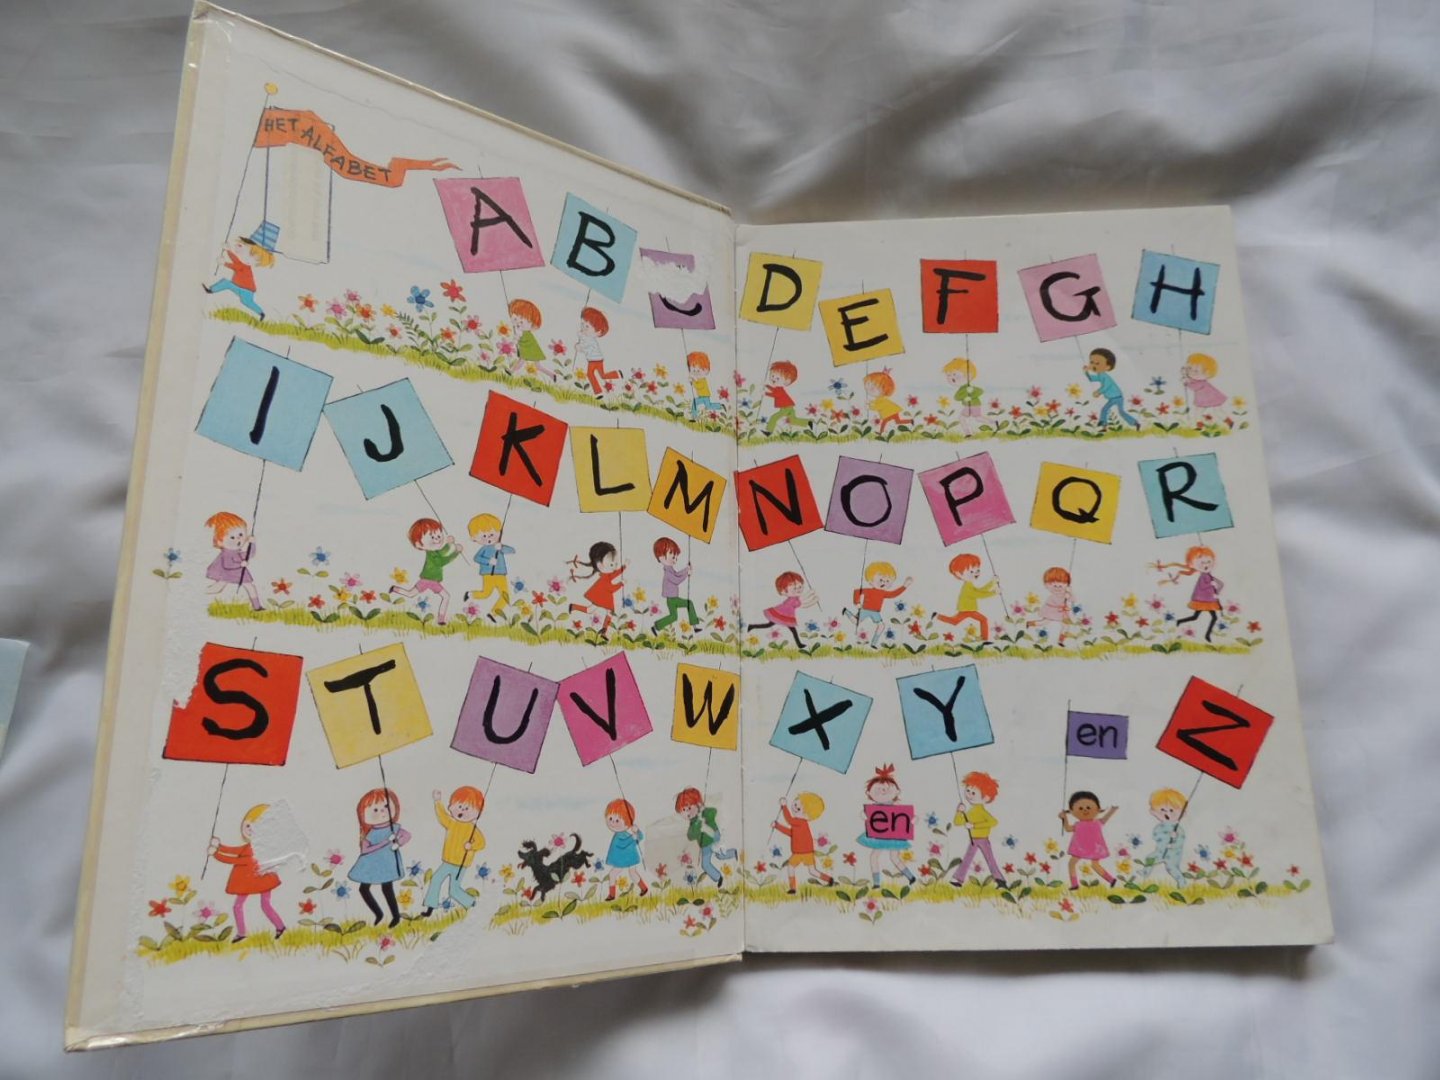 HET ALFABET
A B D E F G H
I J K L M N O P Q R
S T U V W X en Y en Z